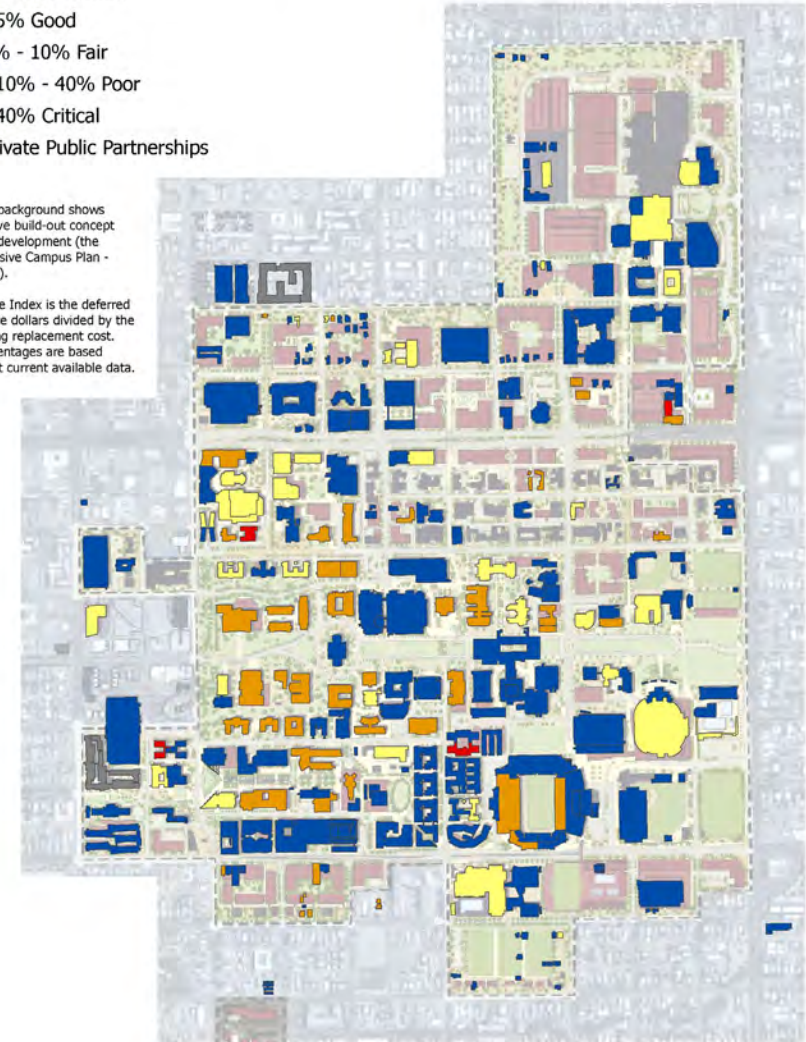 5% Good
% - 10% Fair
10% - 40% Poor
40% Critical
ivate Public Partnerships
background shows
ve build-out concept
development (the
sive Campus Plan -
).
e Index is the deferred
e dollars divided by the
g replacement cost.
entages are based
t current available data.